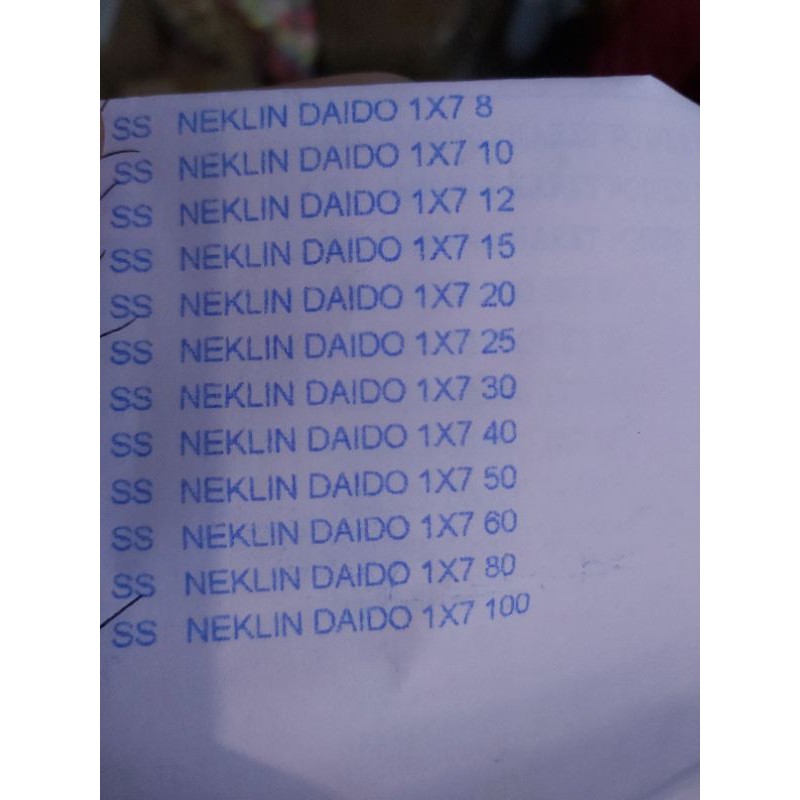 SS NEKLIN DAIDO 1X7 8
SS NEKLIN DAIDO 1X7 10
SS NEKLIN DAIDO 1X7 12
SS NEKLIN DAIDO 1X7 15
SS NEKLIN DAIDO 1X7 20
SS NEKLIN DAIDO 1X7 25
SS NEKLIN DAIDO 1X7 30
SS NEKLIN DAIDO 1X7 40
SS NEKLIN DAIDO 1X7 50
SS NEKLIN DAIDO 1X7 60
SS NEKLIN DAIDO 1X7 80
SS NEKLIN DAIDO 1X7 100